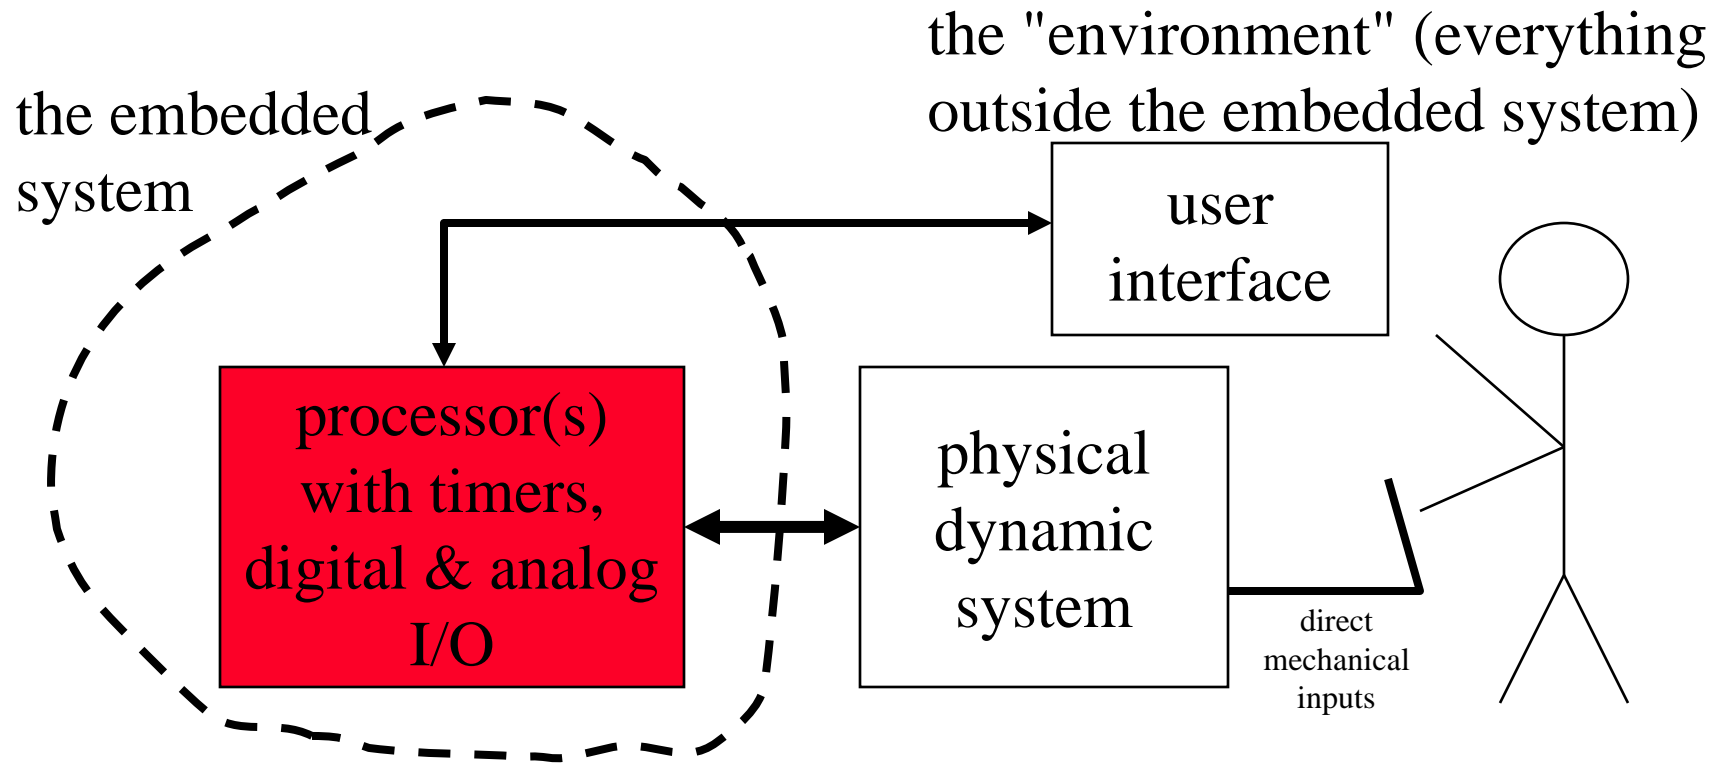 the "environment" (everything
outside the embedded system)
the embedded
system
user
interface
processor(s)
with timers,
digital & analog
I/O
physical
dynamic
system
direct
mechanical
inputs